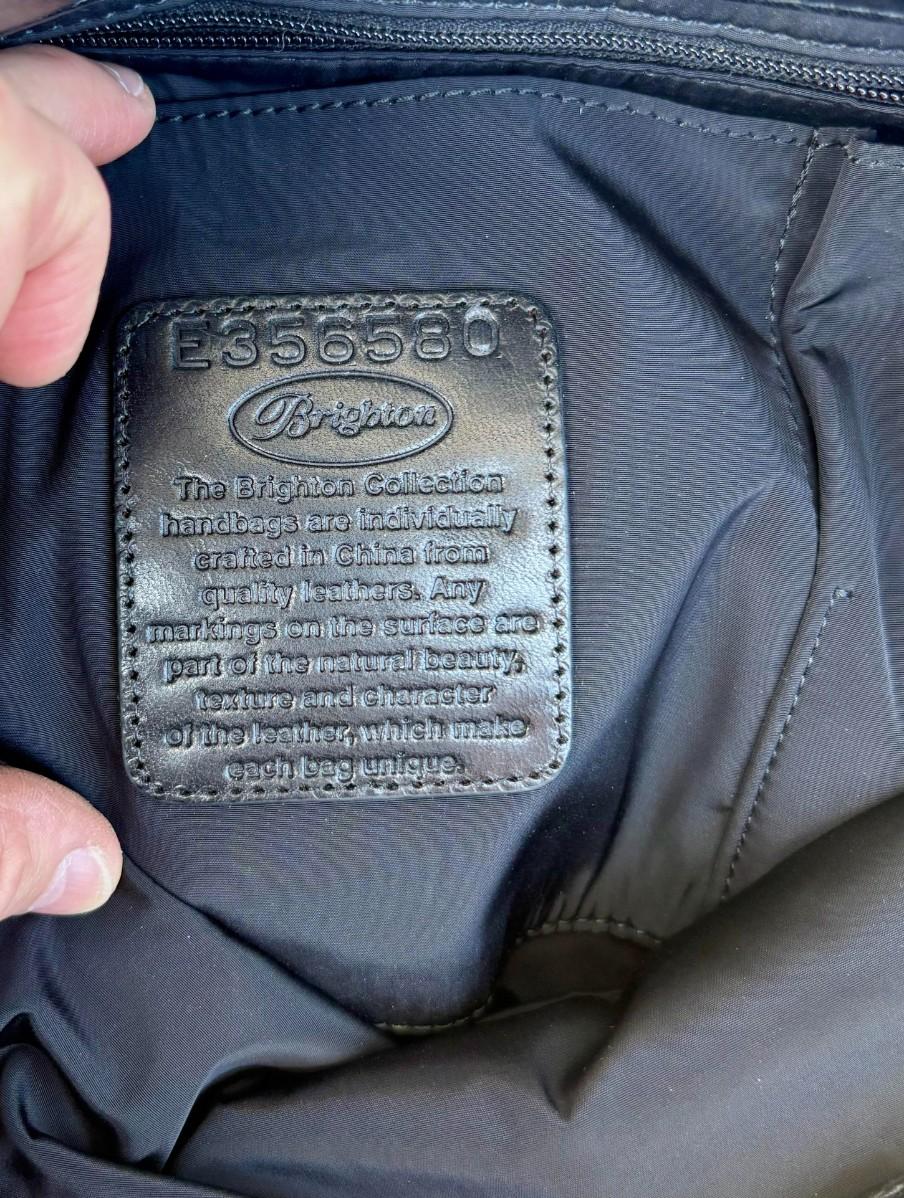 E356580
Brighton
The Brighton Collection
handbags are individually
crafted in China from
quality leathers. Any
markings on the surface are
part of the natural beauty,
texture and character
of the leather, which make
each bag unique.